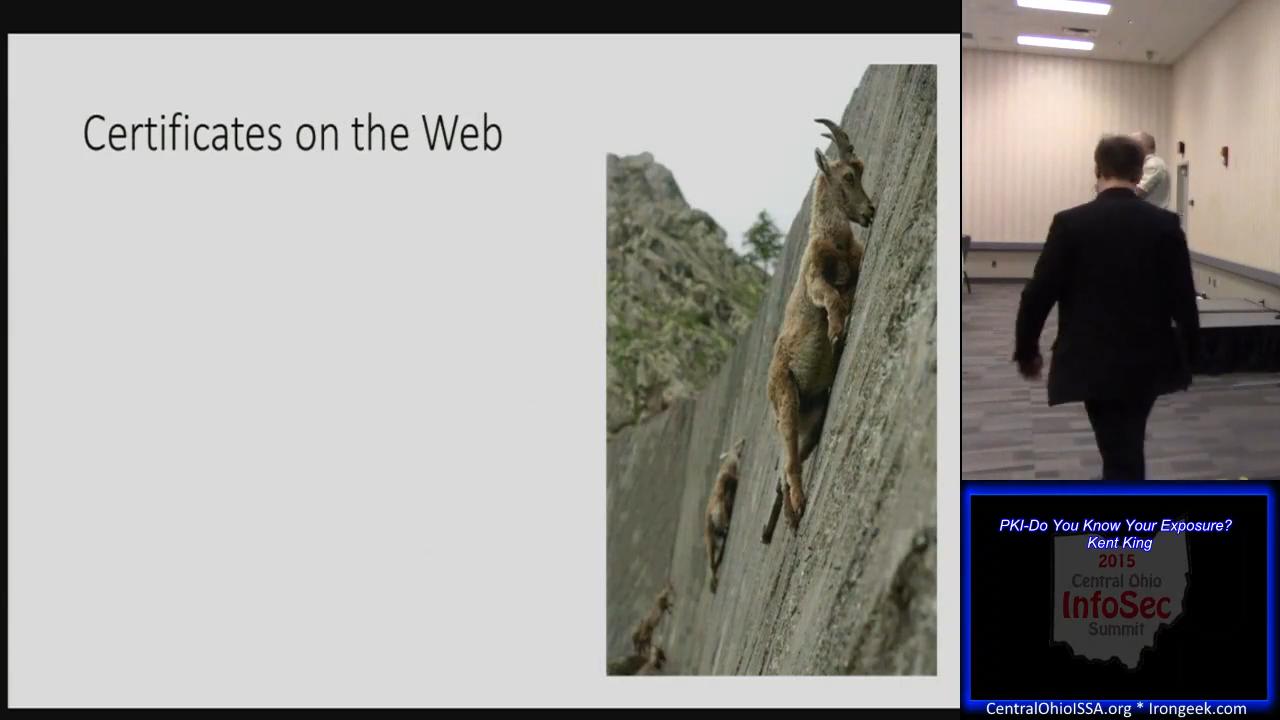 Certificates on the Web
PKI-Do You Know Your Exposure?
Kent King
2015
Central Ohio
InfoSec
Summit
CentralOhioISSA.org * Irongeek.com